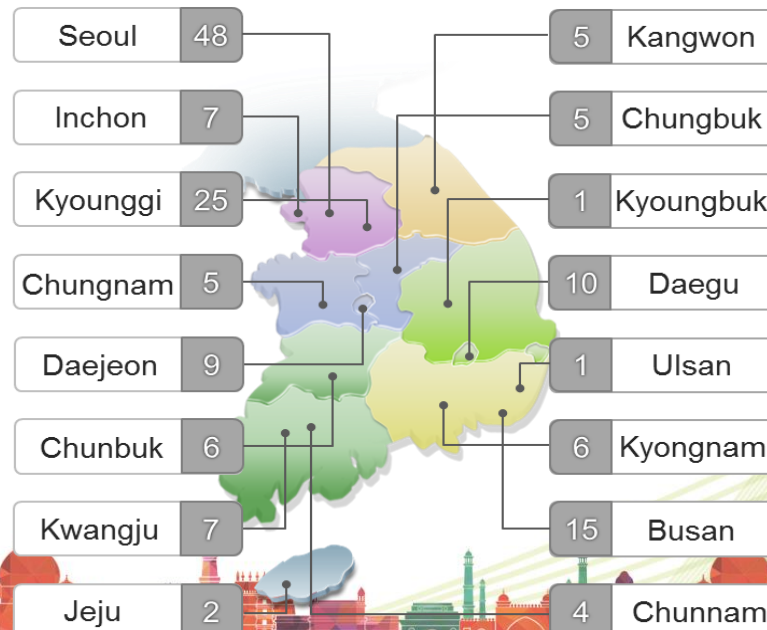 Seoul 48
Inchon 7
Kyounggi 25
Chungnam 5
Daejeon 9
Chunbuk 6
Kwangju 7
Jeju 2
5 Kangwon
5 Chungbuk
1 Kyoungbuk
10 Daegu
1 Ulsan
6 Kyongnam
15 Busan
4 Chunnam